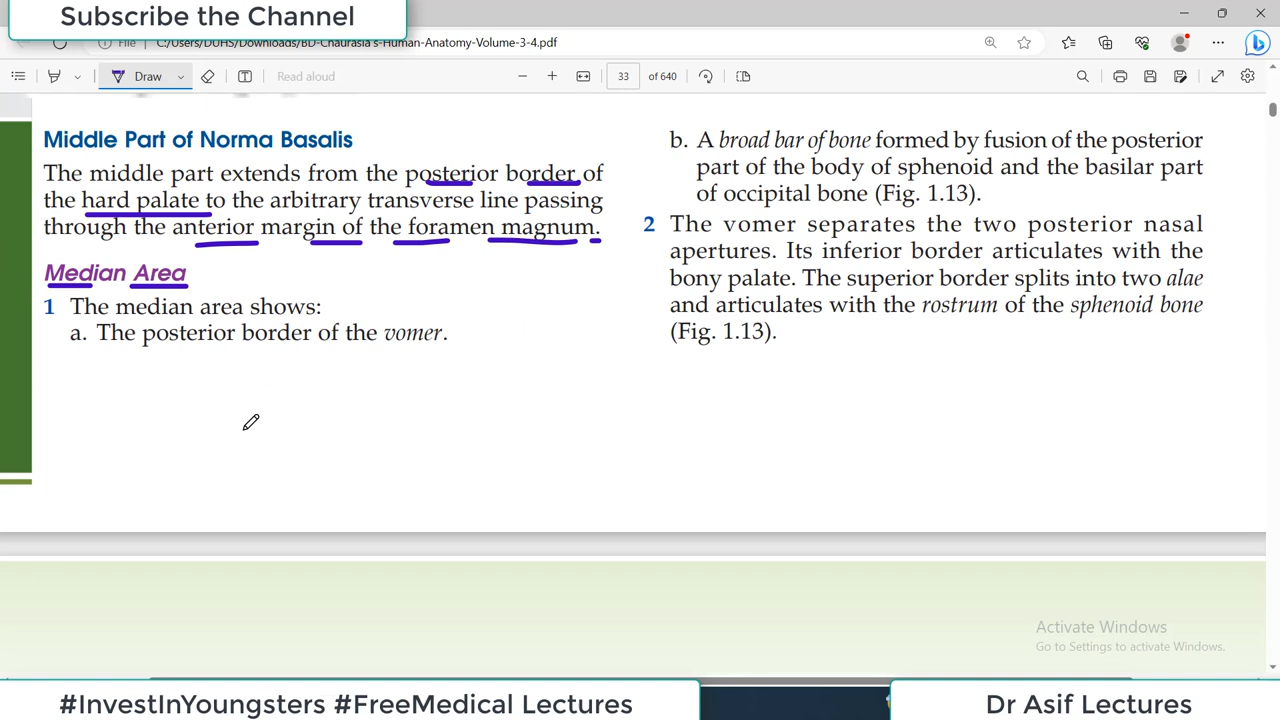 Subscribe the Channel
File
C:/Users/DUHS/Downloads/BD-Chaurasia's-Human-Anatomy-Volume-3-4.pdf
Draw
Read aloud
33
of 640
Middle Part of Norma Basalis
The middle part extends from the posterior border of
the hard palate to the arbitrary transverse line passing
through the anterior margin of the foramen magnum.
Median Area
1 The median area shows:
a. The posterior border of the vomer.
b. A broad bar of bone formed by fusion of the posterior
part of the body of sphenoid and the basilar part
of occipital bone (Fig. 1.13).
2 The vomer separates the two posterior nasal
apertures. Its inferior border articulates with the
bony palate. The superior border splits into two alae
and articulates with the rostrum of the sphenoid bone
(Fig. 1.13).
Activate Windows
Go to Settings to activate Windows.
#InvestInYoungsters #FreeMedical Lectures
Dr Asif Lectures